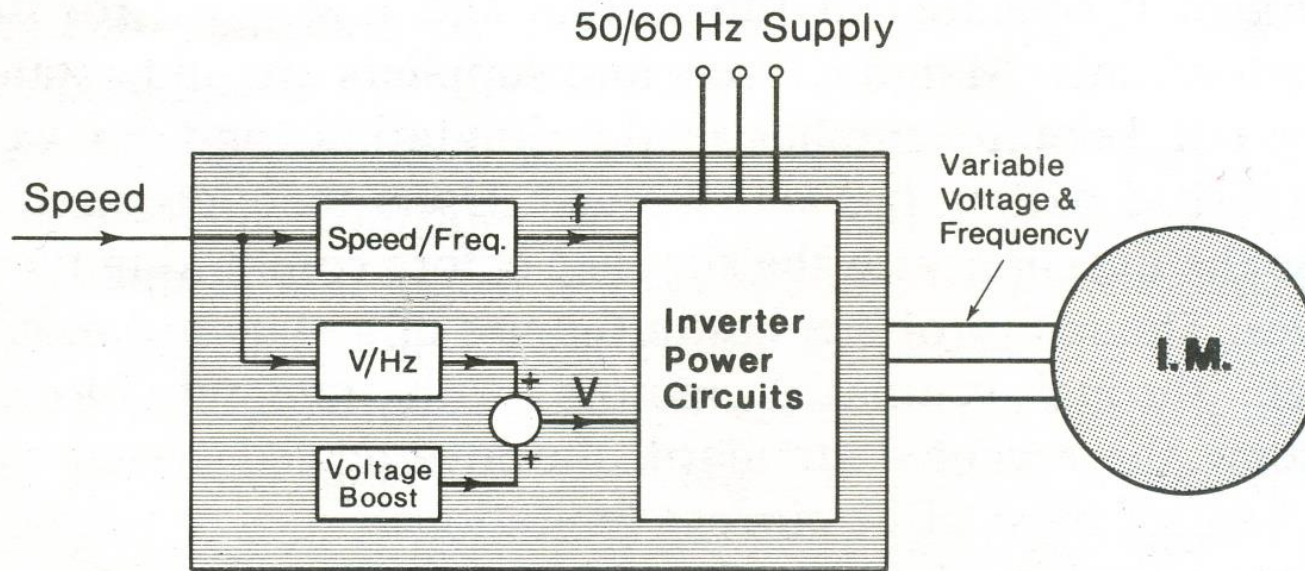 50/60 Hz Supply
Speed
Speed/Freq.
f
Variable
Voltage &
Frequency
V/Hz
+
V
+
Voltage
Boost
Inverter
Power
Circuits
I.M.